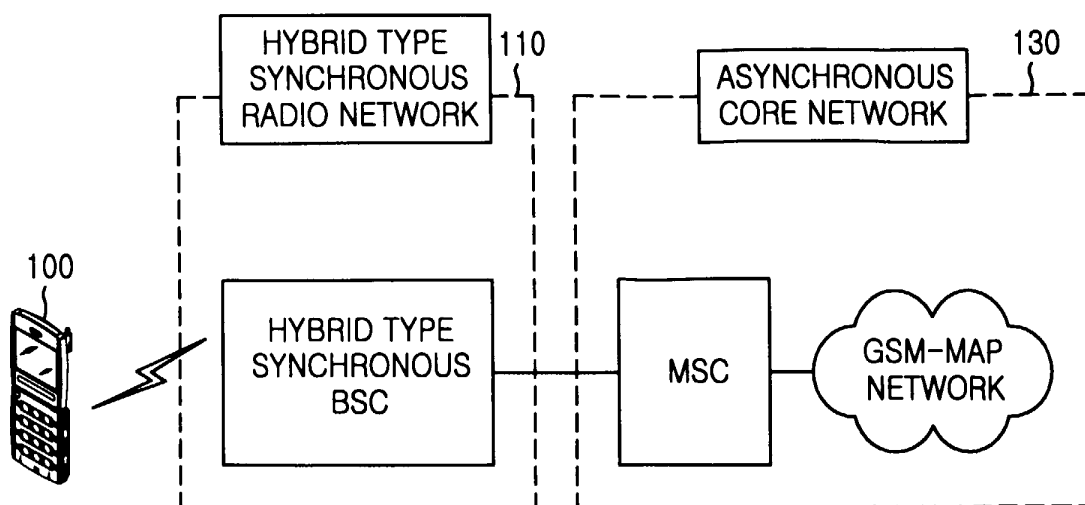 HYBRID TYPE
SYNCHRONOUS
RADIO NETWORK
110
ASYNCHRONOUS
CORE NETWORK
130
100
HYBRID TYPE
SYNCHRONOUS
BSC
MSC
GSM-MAP
NETWORK